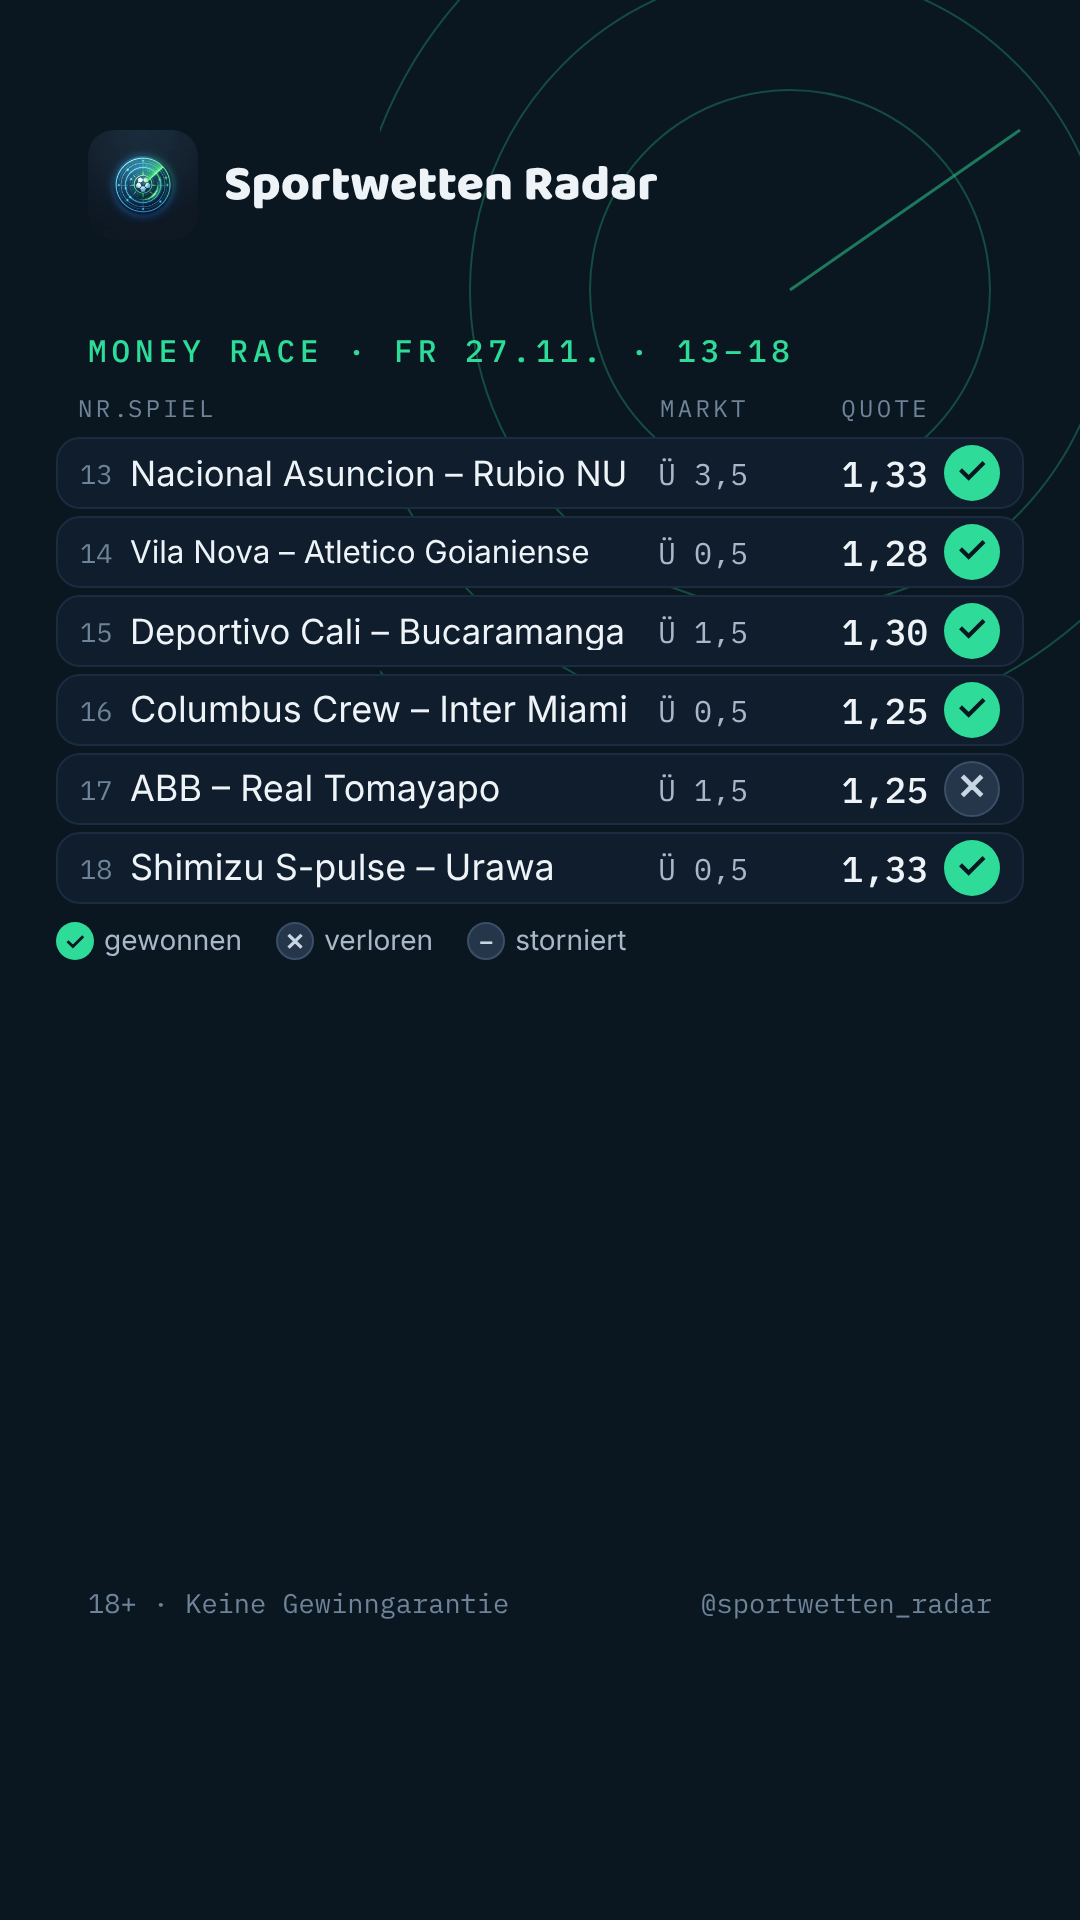 Sportwetten Radar
MONEY RACE · FR 27.11. · 13–18
NR. SPIEL MARKT QUOTE
13 Nacional Asuncion – Rubio NU Ü 3,5 1,33
14 Vila Nova – Atletico Goianiense Ü 0,5 1,28
15 Deportivo Cali – Bucaramanga Ü 1,5 1,30
16 Columbus Crew – Inter Miami Ü 0,5 1,25
17 ABB – Real Tomayapo Ü 1,5 1,25
18 Shimizu S-pulse – Urawa Ü 0,5 1,33
gewonnen verloren storniert
18+ · Keine Gewinngarantie @sportwetten_radar